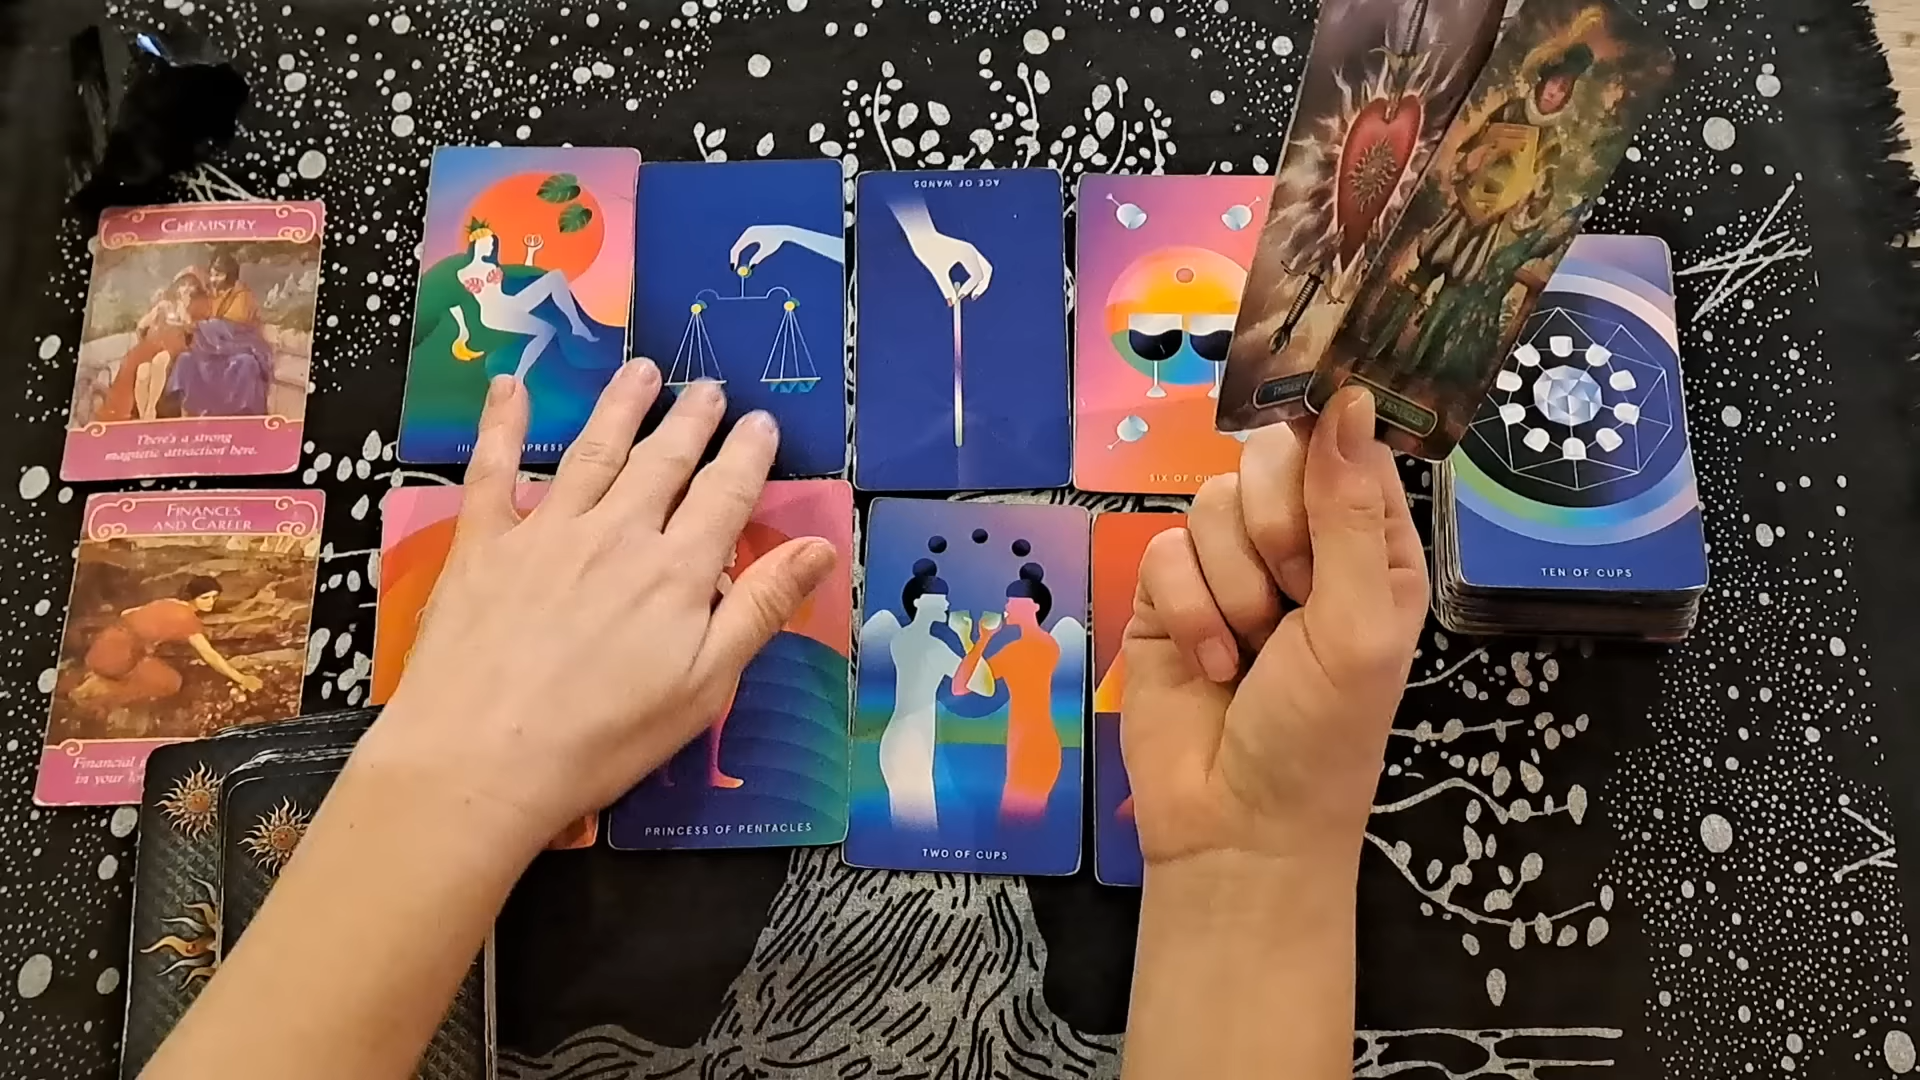 CHEMISTRY
There's a strong
magnetic attraction here.
FINANCES
AND CAREER
Financial
in your
III
ACE OF WANDS
SIX OF
TEN OF CUPS
PRINCESS OF PENTACLES
TWO OF CUPS